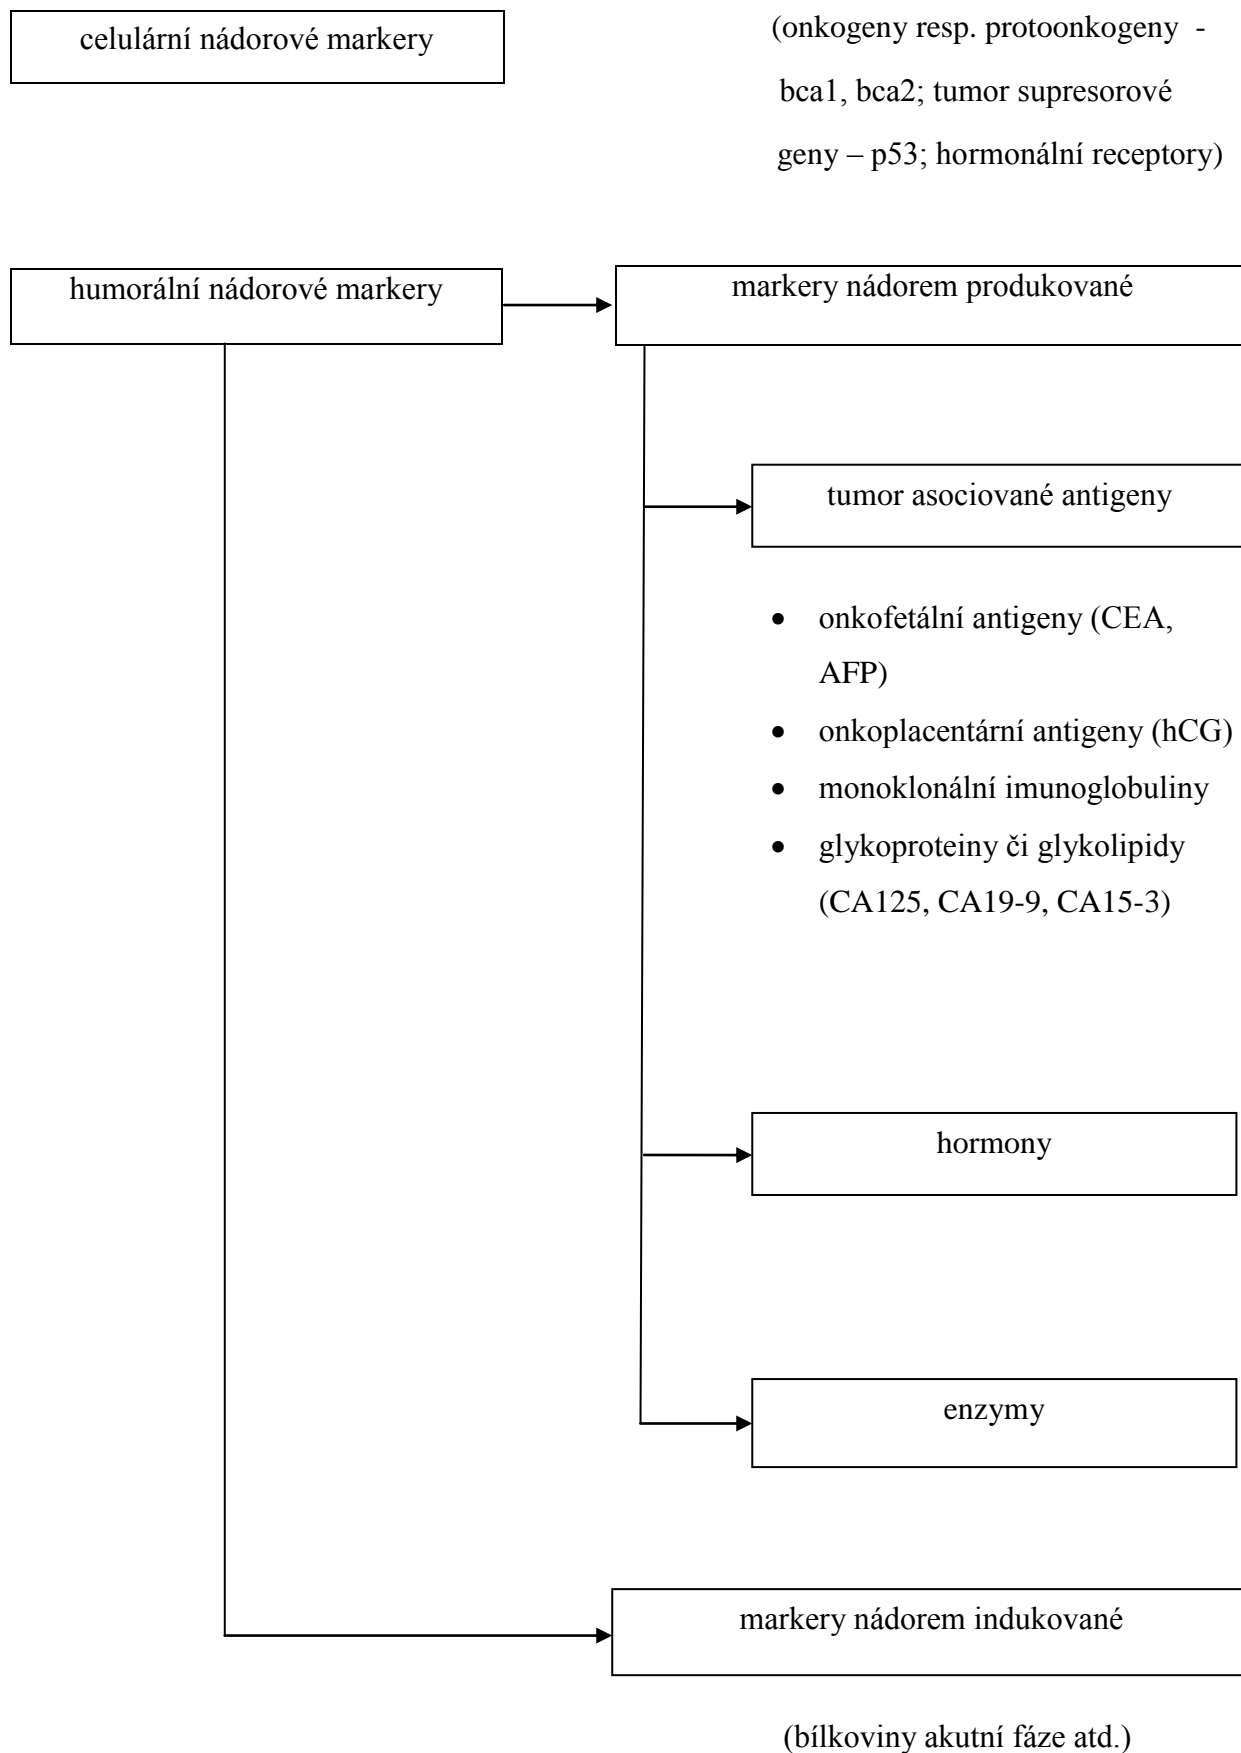 celulární nádorové markery
(onkogeny resp. protoonkogeny -
bca1, bca2; tumor supresorové
geny – p53; hormonální receptory)
humorální nádorové markery
markery nádorem produkované
tumor asociované antigeny
• onkofetální antigeny (CEA,
AFP)
• onkoplacentární antigeny (hCG)
• monoklonální imunoglobuliny
• glykoproteiny či glykolipidy
(CA125, CA19-9, CA15-3)
hormony
enzymy
markery nádorem indukované
(bílkoviny akutní fáze atd.)